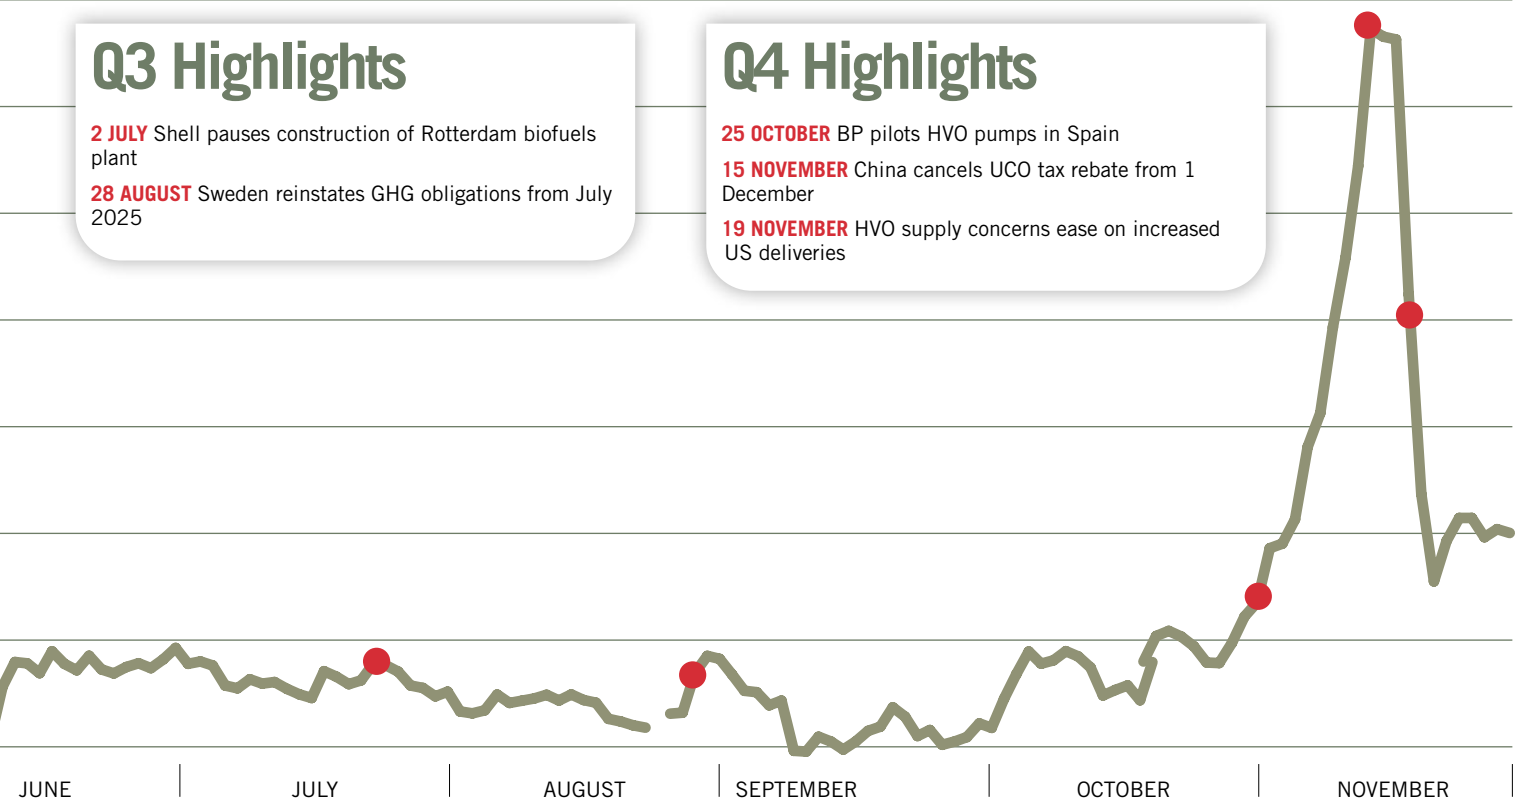 Q3 Highlights
2 JULY Shell pauses construction of Rotterdam biofuels
plant
28 AUGUST Sweden reinstates GHG obligations from July
2025
Q4 Highlights
25 OCTOBER BP pilots HVO pumps in Spain
15 NOVEMBER China cancels UCO tax rebate from 1
December
19 NOVEMBER HVO supply concerns ease on increased
US deliveries
JUNE JULY AUGUST SEPTEMBER OCTOBER NOVEMBER